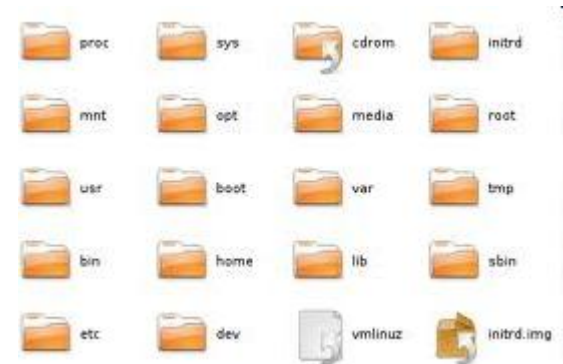 proc sys cdrom initrd
mnt opt media root
usr boot var tmp
bin home lib sbin
etc dev vmlinuz initrd.img